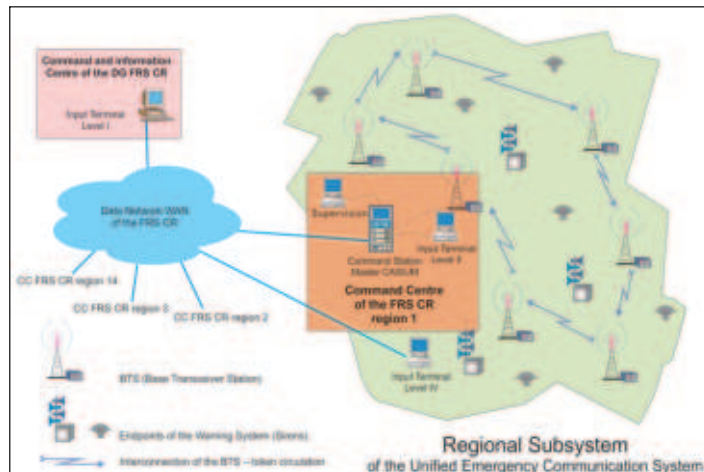 Command and information
Centre of the DG FRS CR
Input Terminal
Level I
Data Network WAN
of the FRS CR
CC FRS CR region 14
CC FRS CR region 3
CC FRS CR region 2
Supervision
Input Terminal
Level II
Command Station
Master
Command Centre
of the FRS CR
region 1
Input Terminal
Level IV
BTS (Base Transceiver Station)
Endpoints of the Warning System (Sirens)
Interconnection of the BTS – token circulation
Regional Subsystem
of the Unified Emergency Communication System